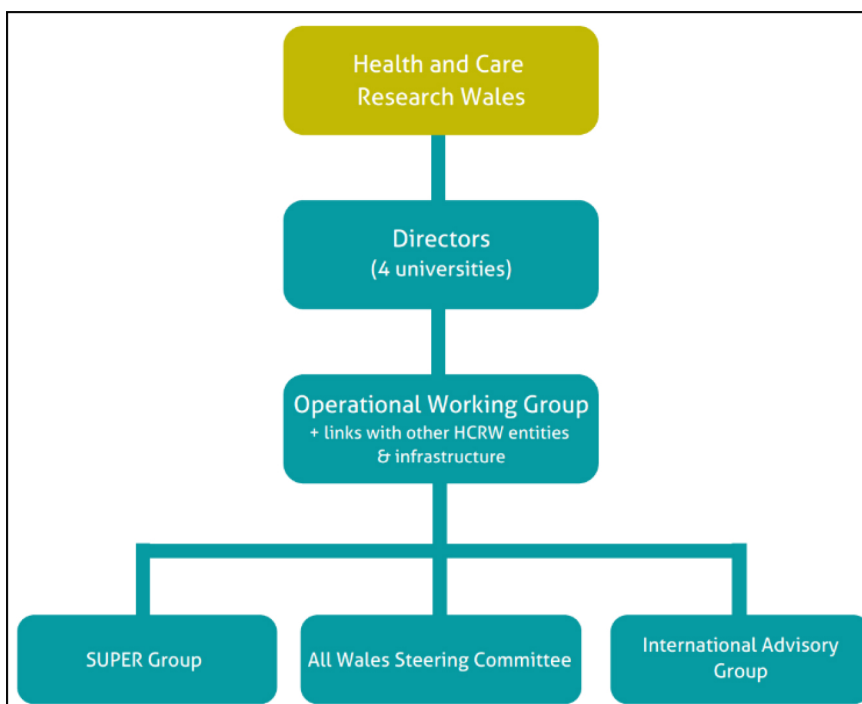 Health and Care
Research Wales
Directors
(4 universities)
Operational Working Group
+ links with other HCRW entities
& infrastructure
SUPER Group
All Wales Steering Committee
International Advisory
Group